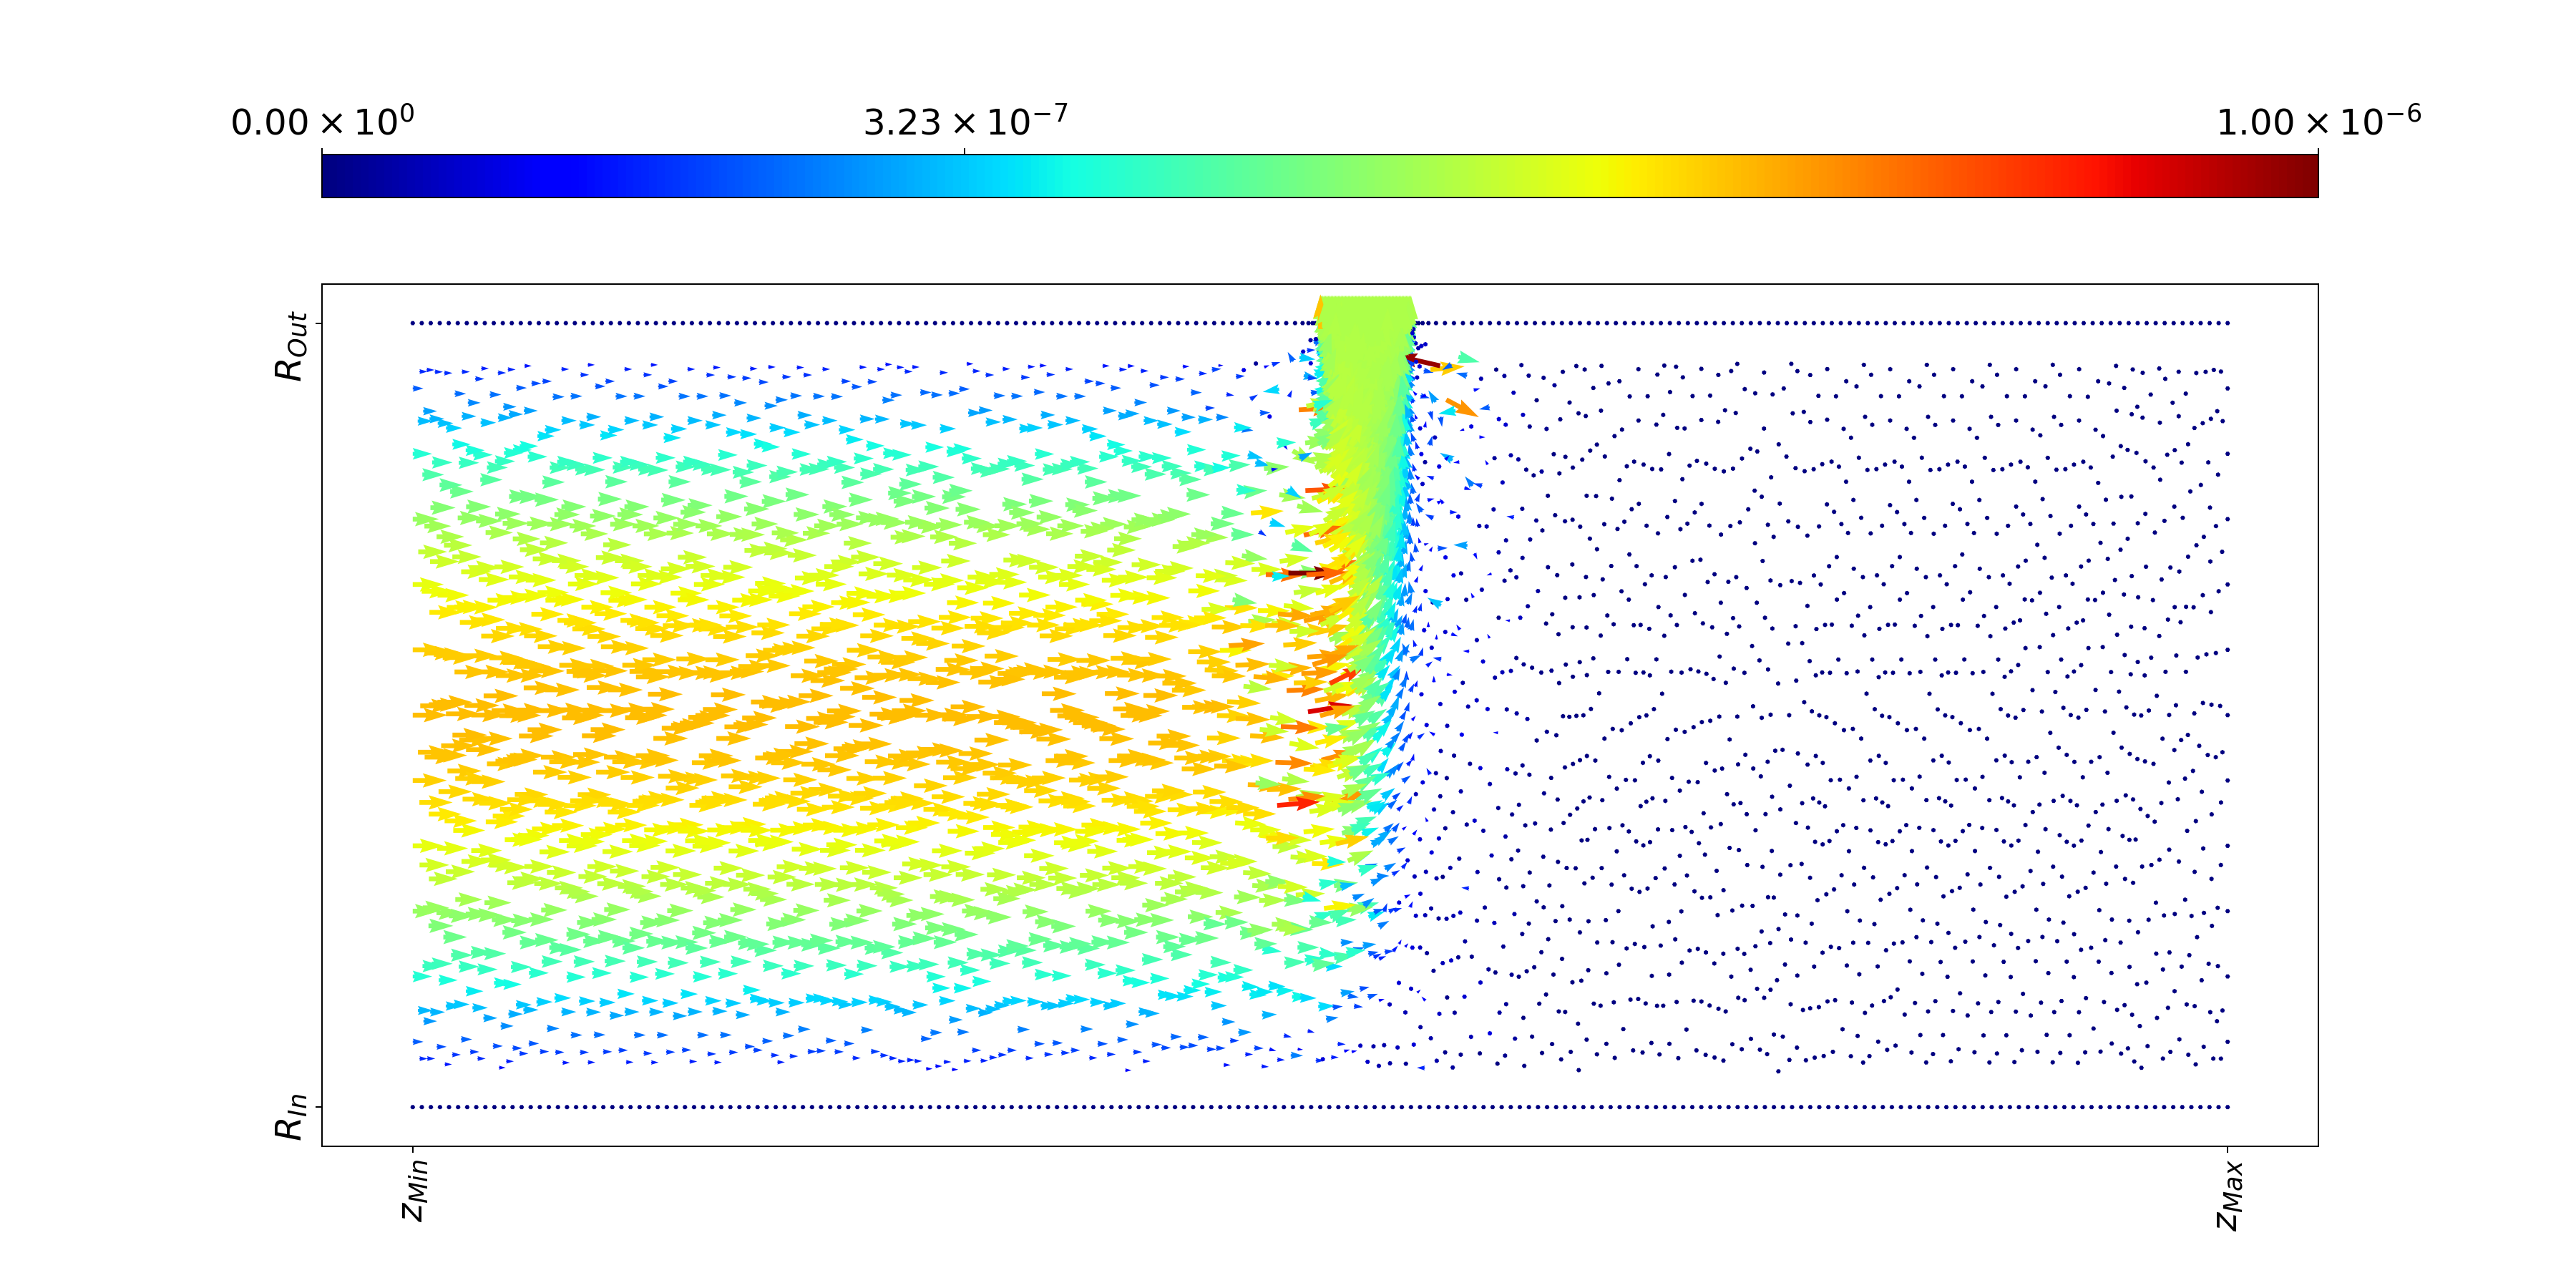 0.00 × 10⁰ 3.23 × 10⁻⁷ 1.00 × 10⁻⁶
R_Out
R_In
z_Min z_Max